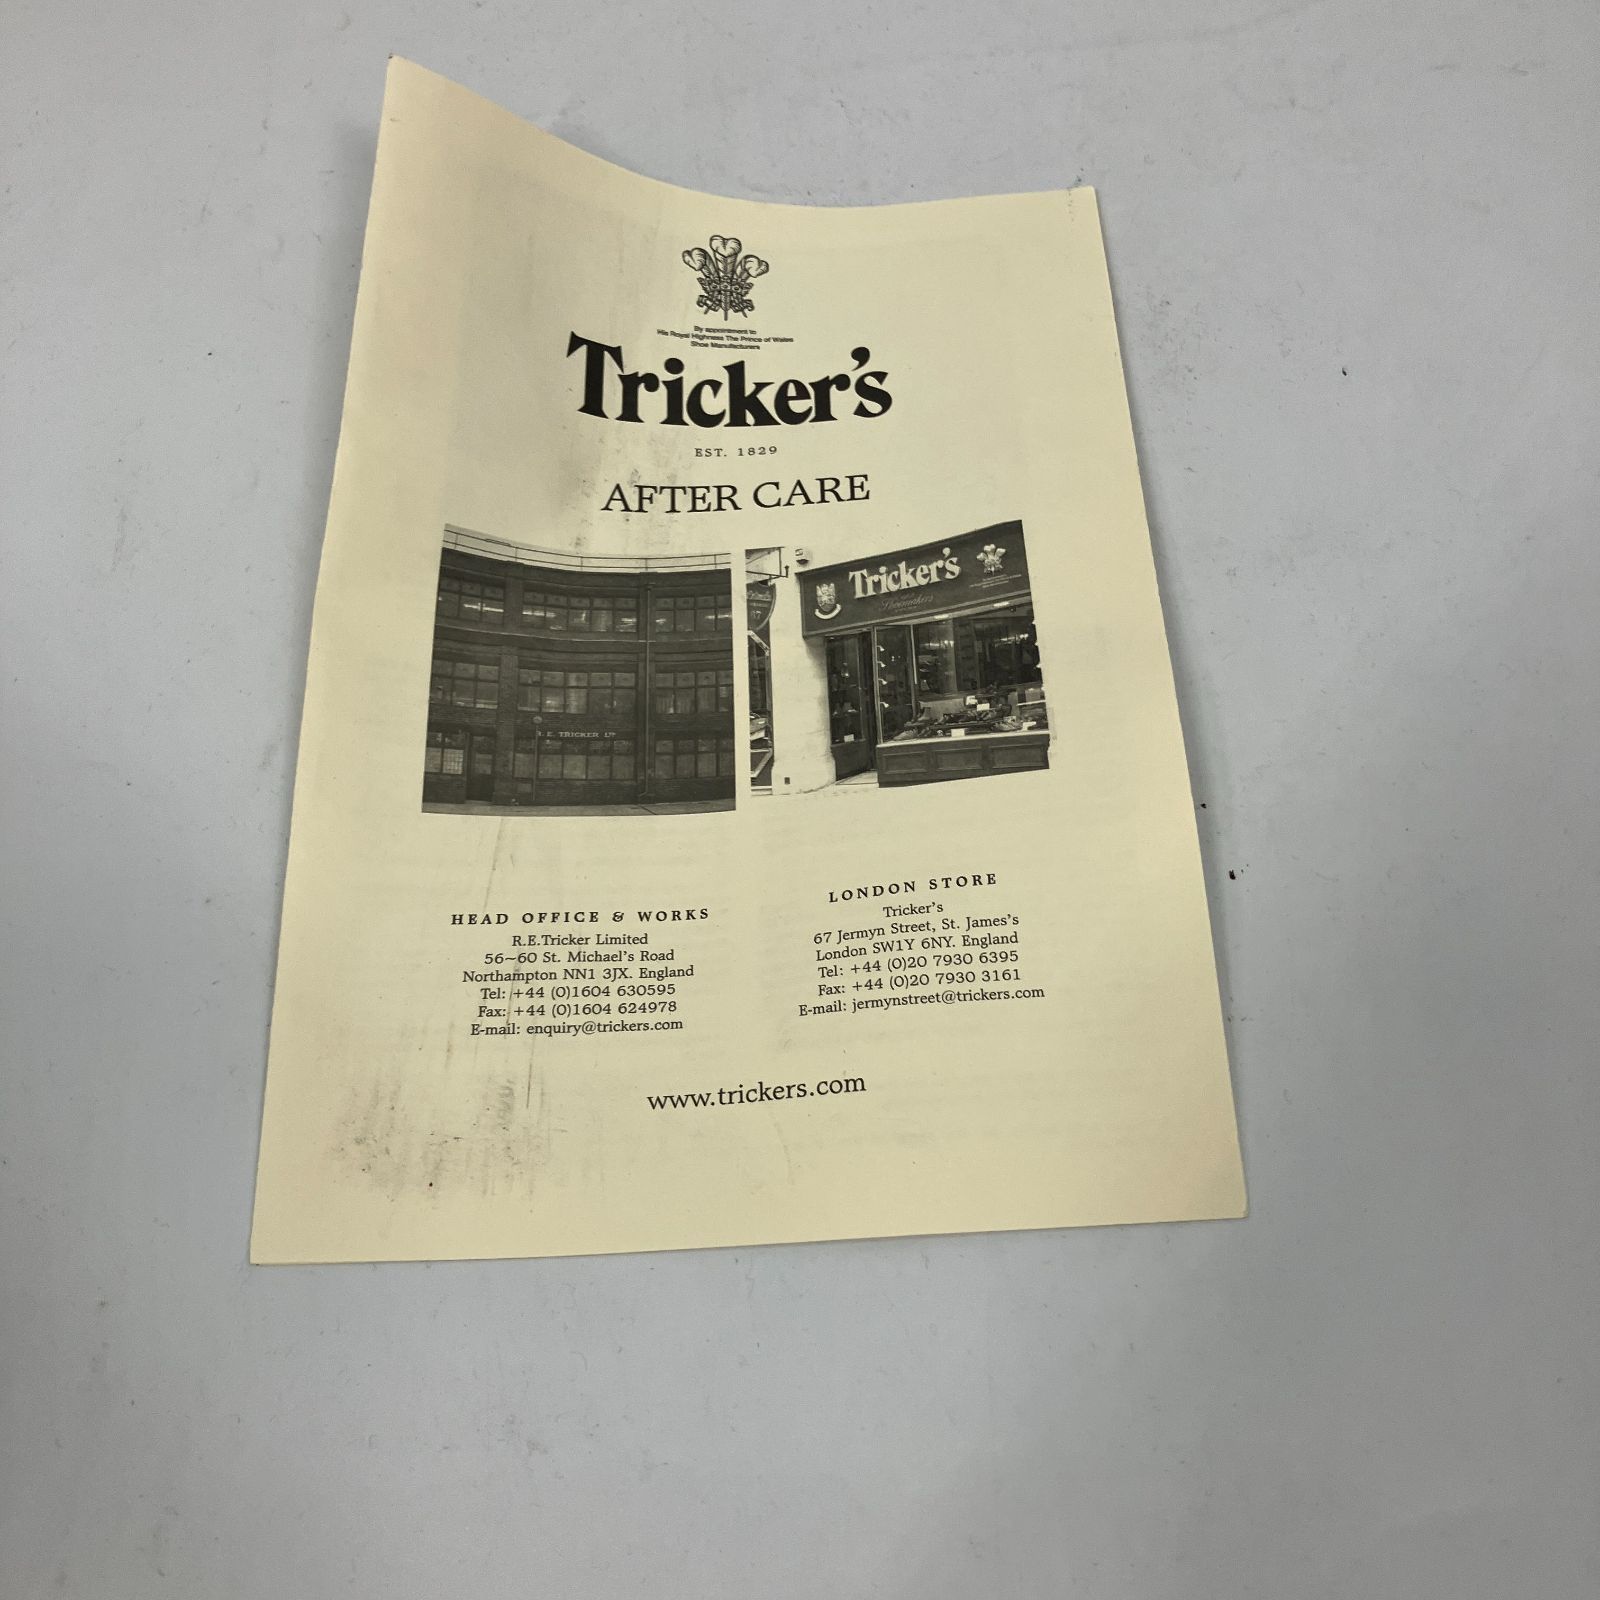 By appointment to
His Royal Highness The Prince of Wales
Shoe Manufacturers
Tricker's
EST. 1829
AFTER CARE
Tricker's
Shoemakers
67
R. E. TRICKER LTD
HEAD OFFICE & WORKS
R.E.Tricker Limited
56~60 St. Michael's Road
Northampton NN1 3JX. England
Tel: +44 (0)1604 630595
Fax: +44 (0)1604 624978
E-mail: enquiry@trickers.com
LONDON STORE
Tricker's
67 Jermyn Street, St. James's
London SW1Y 6NY. England
Tel: +44 (0)20 7930 6395
Fax: +44 (0)20 7930 3161
E-mail: jermynstreet@trickers.com
www.trickers.com